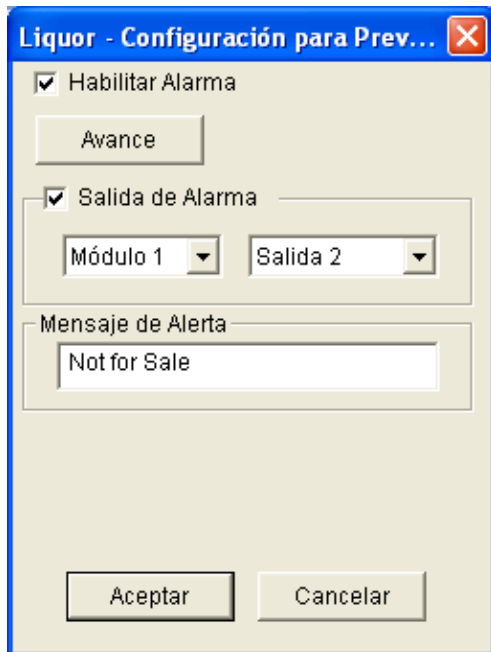 Liquor - Configuración para Prev...
Habilitar Alarma
Avance
Salida de Alarma
Módulo 1
Salida 2
Mensaje de Alerta
Not for Sale
Aceptar
Cancelar